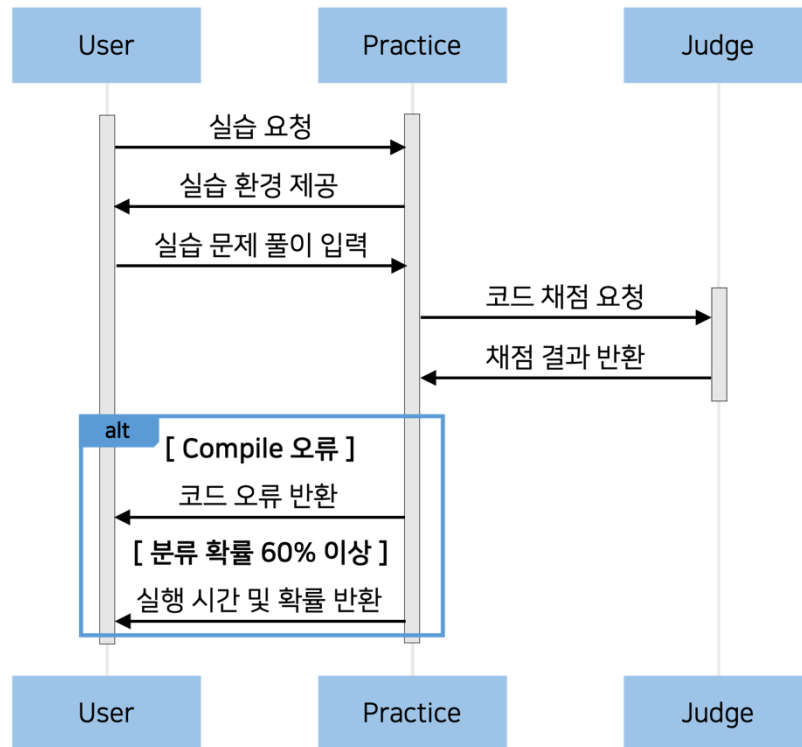 User
Practice
Judge
실습 요청
실습 환경 제공
실습 문제 풀이 입력
코드 채점 요청
채점 결과 반환
alt
[ Compile 오류 ]
코드 오류 반환
[ 분류 확률 60% 이상 ]
실행 시간 및 확률 반환
User
Practice
Judge